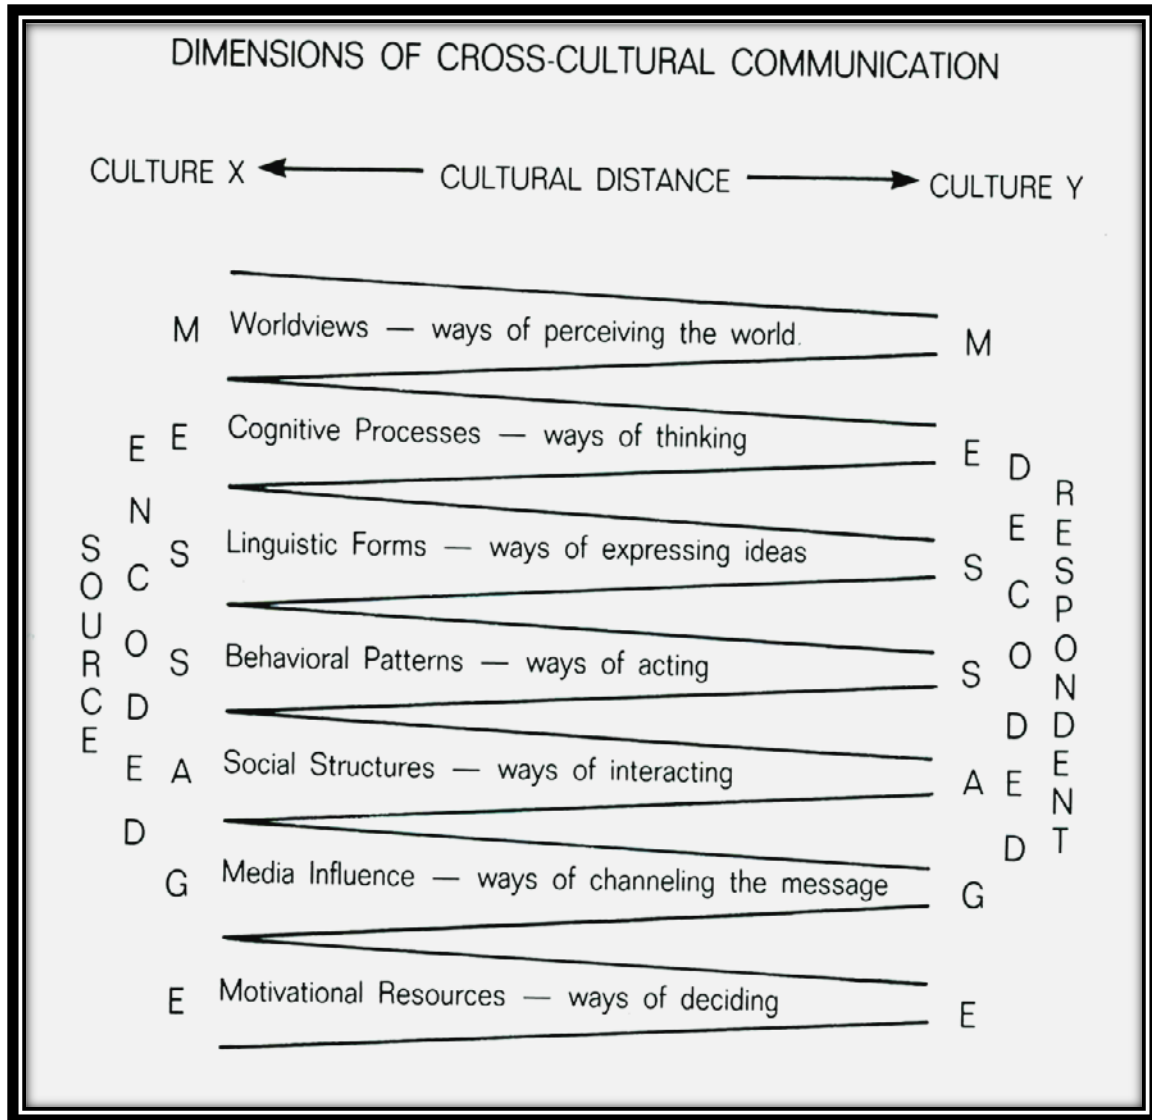 DIMENSIONS OF CROSS-CULTURAL COMMUNICATION
CULTURE X CULTURAL DISTANCE CULTURE Y
SOURCE
ENCODED
MESSAGE
Worldviews — ways of perceiving the world.
Cognitive Processes — ways of thinking
Linguistic Forms — ways of expressing ideas
Behavioral Patterns — ways of acting
Social Structures — ways of interacting
Media Influence — ways of channeling the message
Motivational Resources — ways of deciding
MESSAGE
DECODED
RESPONDENT